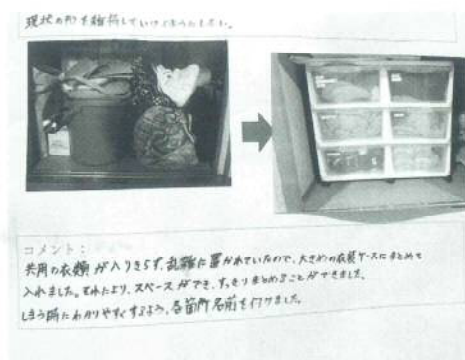 現状の形を維持していけるようにしたい。
コメント:
共用の衣類が入りきらず、乱雑に置かれていたので、大きめの衣装ケースにまとめて
入れました。それにより、スペースができ、すっきりまとめることができました。
しまう際にわかりやすくするよう、各箇所名前を付けました。